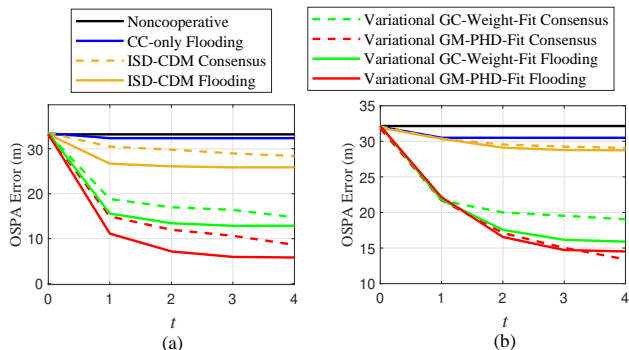 Noncooperative
CC-only Flooding
ISD-CDM Consensus
ISD-CDM Flooding
Variational GC-Weight-Fit Consensus
Variational GM-PHD-Fit Consensus
Variational GC-Weight-Fit Flooding
Variational GM-PHD-Fit Flooding
OSPA Error (m)
30
20
10
0
0 1 2 3 4
t
(a)
OSPA Error (m)
35
30
25
20
15
10
0 1 2 3 4
t
(b)